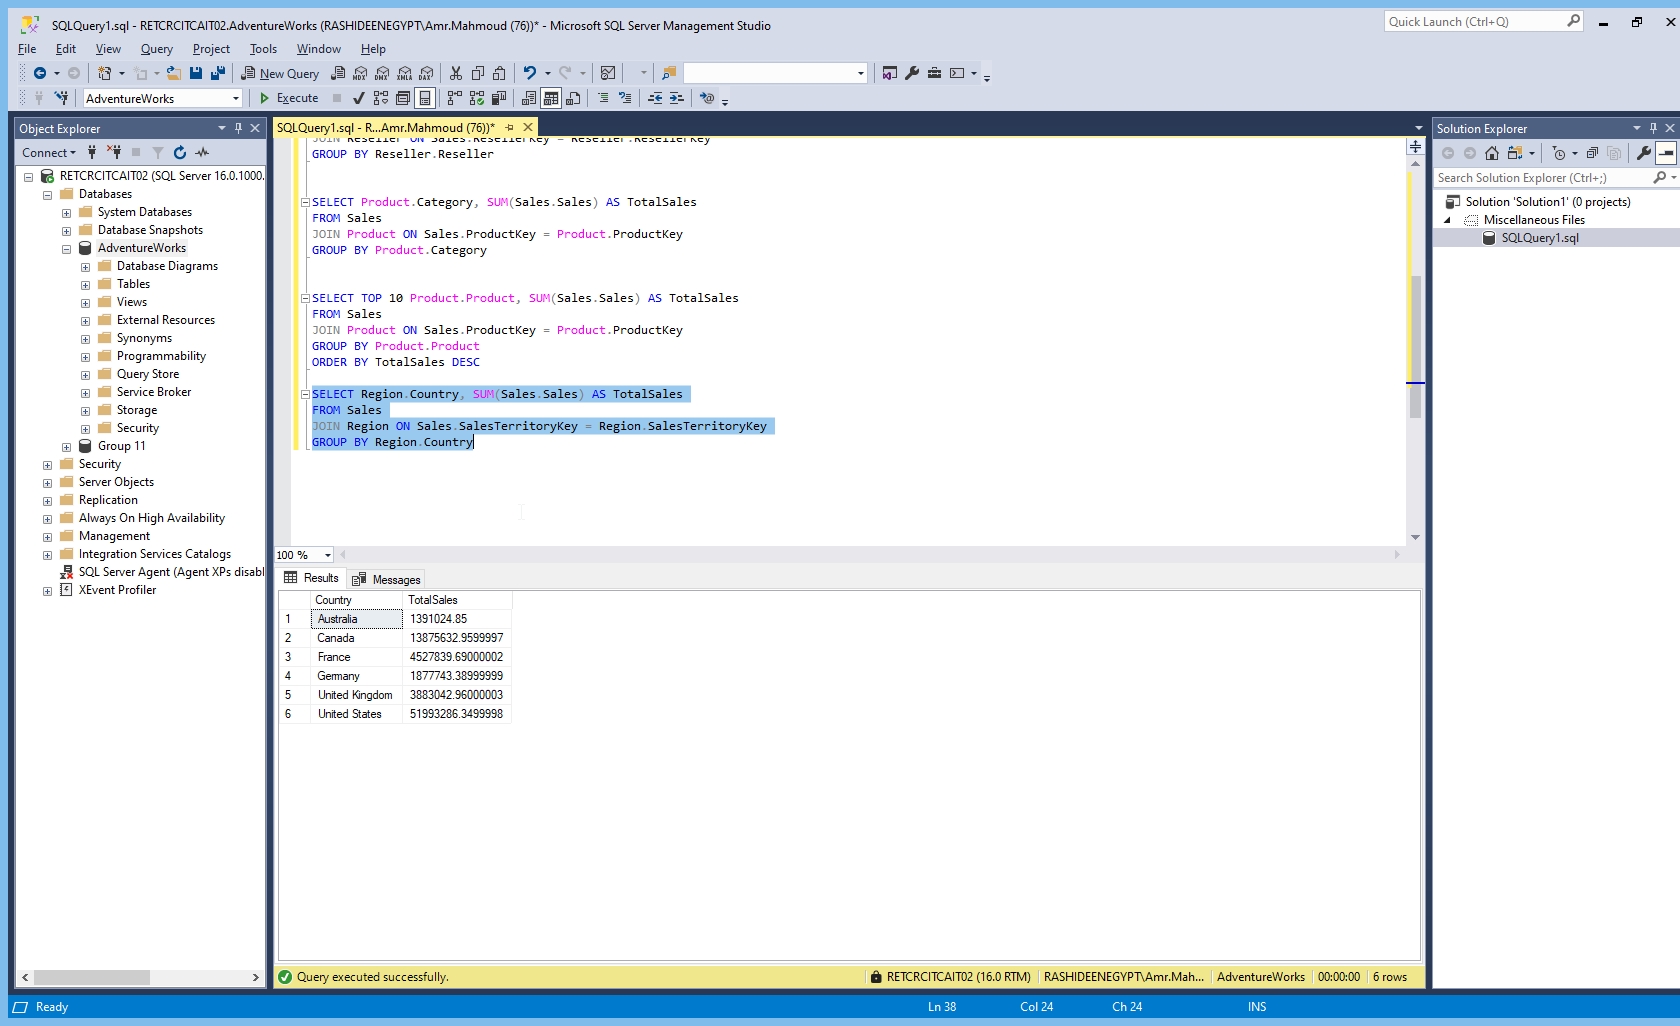 SQLQuery1.sql - RETCRCITCAIT02.AdventureWorks (RASHIDEENEGYPT\Amr.Mahmoud (76))* - Microsoft SQL Server Management Studio
Quick Launch (Ctrl+Q)
File Edit View Query Project Tools Window Help
New Query
MDX DMX XMLA DAX
AdventureWorks
Execute
Object Explorer
Connect
RETCRCITCAIT02 (SQL Server 16.0.1000.
Databases
System Databases
Database Snapshots
AdventureWorks
Database Diagrams
Tables
Views
External Resources
Synonyms
Programmability
Query Store
Service Broker
Storage
Security
Group 11
Security
Server Objects
Replication
Always On High Availability
Management
Integration Services Catalogs
SQL Server Agent (Agent XPs disabl
XEvent Profiler
SQLQuery1.sql - R...Amr.Mahmoud (76))*
JOIN Reseller ON Sales.ResellerKey = Reseller.ResellerKey
GROUP BY Reseller.Reseller
SELECT Product.Category, SUM(Sales.Sales) AS TotalSales
FROM Sales
JOIN Product ON Sales.ProductKey = Product.ProductKey
GROUP BY Product.Category
SELECT TOP 10 Product.Product, SUM(Sales.Sales) AS TotalSales
FROM Sales
JOIN Product ON Sales.ProductKey = Product.ProductKey
GROUP BY Product.Product
ORDER BY TotalSales DESC
SELECT Region.Country, SUM(Sales.Sales) AS TotalSales
FROM Sales
JOIN Region ON Sales.SalesTerritoryKey = Region.SalesTerritoryKey
GROUP BY Region.Country
100 %
Results Messages
Country TotalSales
1 Australia 1391024.85
2 Canada 13875632.9599997
3 France 4527839.69000002
4 Germany 1877743.38999999
5 United Kingdom 3883042.96000003
6 United States 51993286.3499998
Query executed successfully.
RETCRCITCAIT02 (16.0 RTM) RASHIDEENEGYPT\Amr.Mah... AdventureWorks 00:00:00 6 rows
Solution Explorer
Search Solution Explorer (Ctrl+;)
Solution 'Solution1' (0 projects)
Miscellaneous Files
SQLQuery1.sql
Ready Ln 38 Col 24 Ch 24 INS